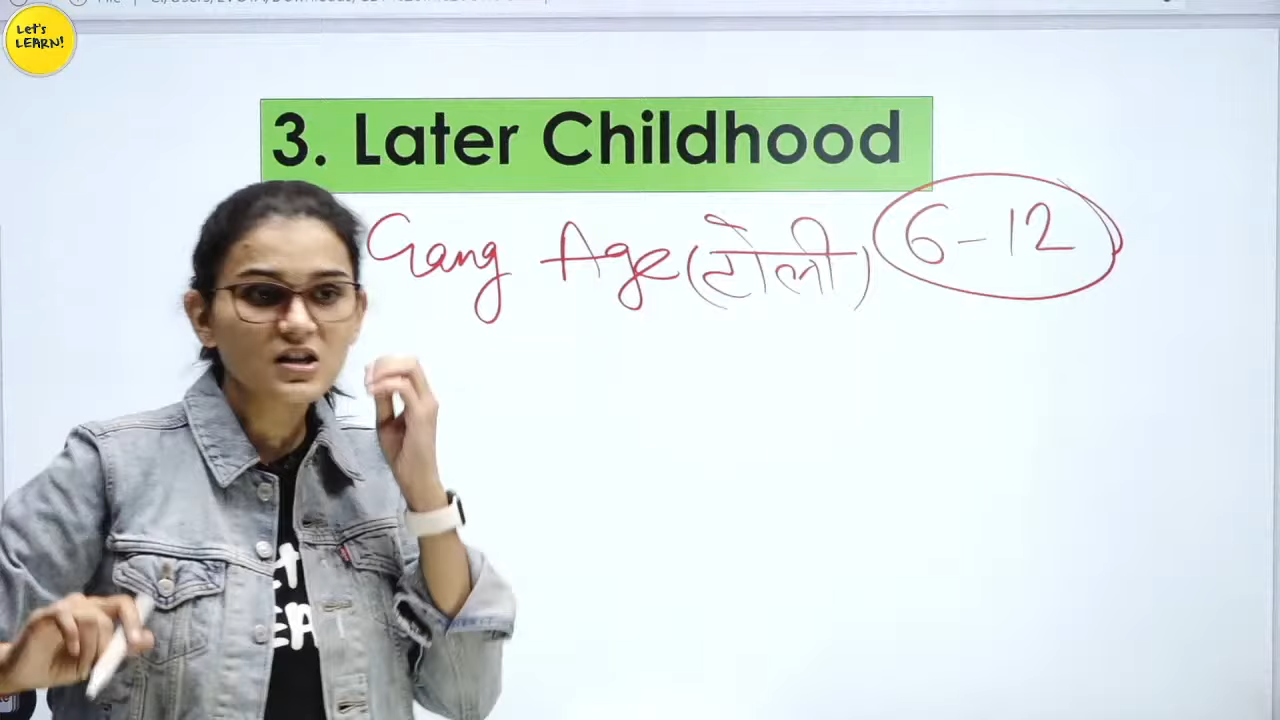 Let's
LEARN!
3. Later Childhood
Gang Age (टोली) 6-12